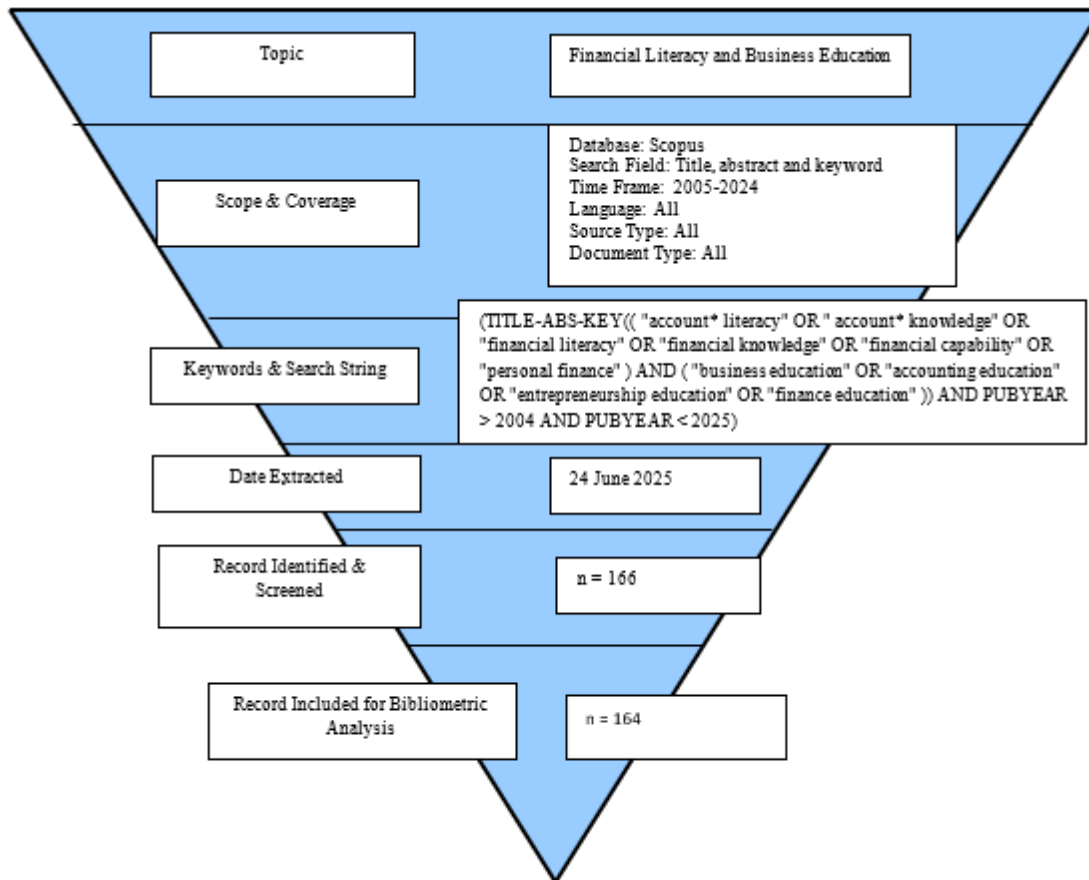 Topic
Financial Literacy and Business Education
Scope & Coverage
Database: Scopus
Search Field: Title, abstract and keyword
Time Frame:  2005-2024
Language: All
Source Type: All
Document Type: All
Keywords & Search String
(TITLE-ABS-KEY(( "account* literacy" OR " account* knowledge" OR
"financial literacy" OR "financial knowledge" OR "financial capability" OR
"personal finance" ) AND ( "business education" OR "accounting education"
OR "entrepreneurship education" OR "finance education" )) AND PUBYEAR
> 2004 AND PUBYEAR < 2025)
Date Extracted
24 June 2025
Record Identified &
Screened
n = 166
Record Included for Bibliometric
Analysis
n = 164